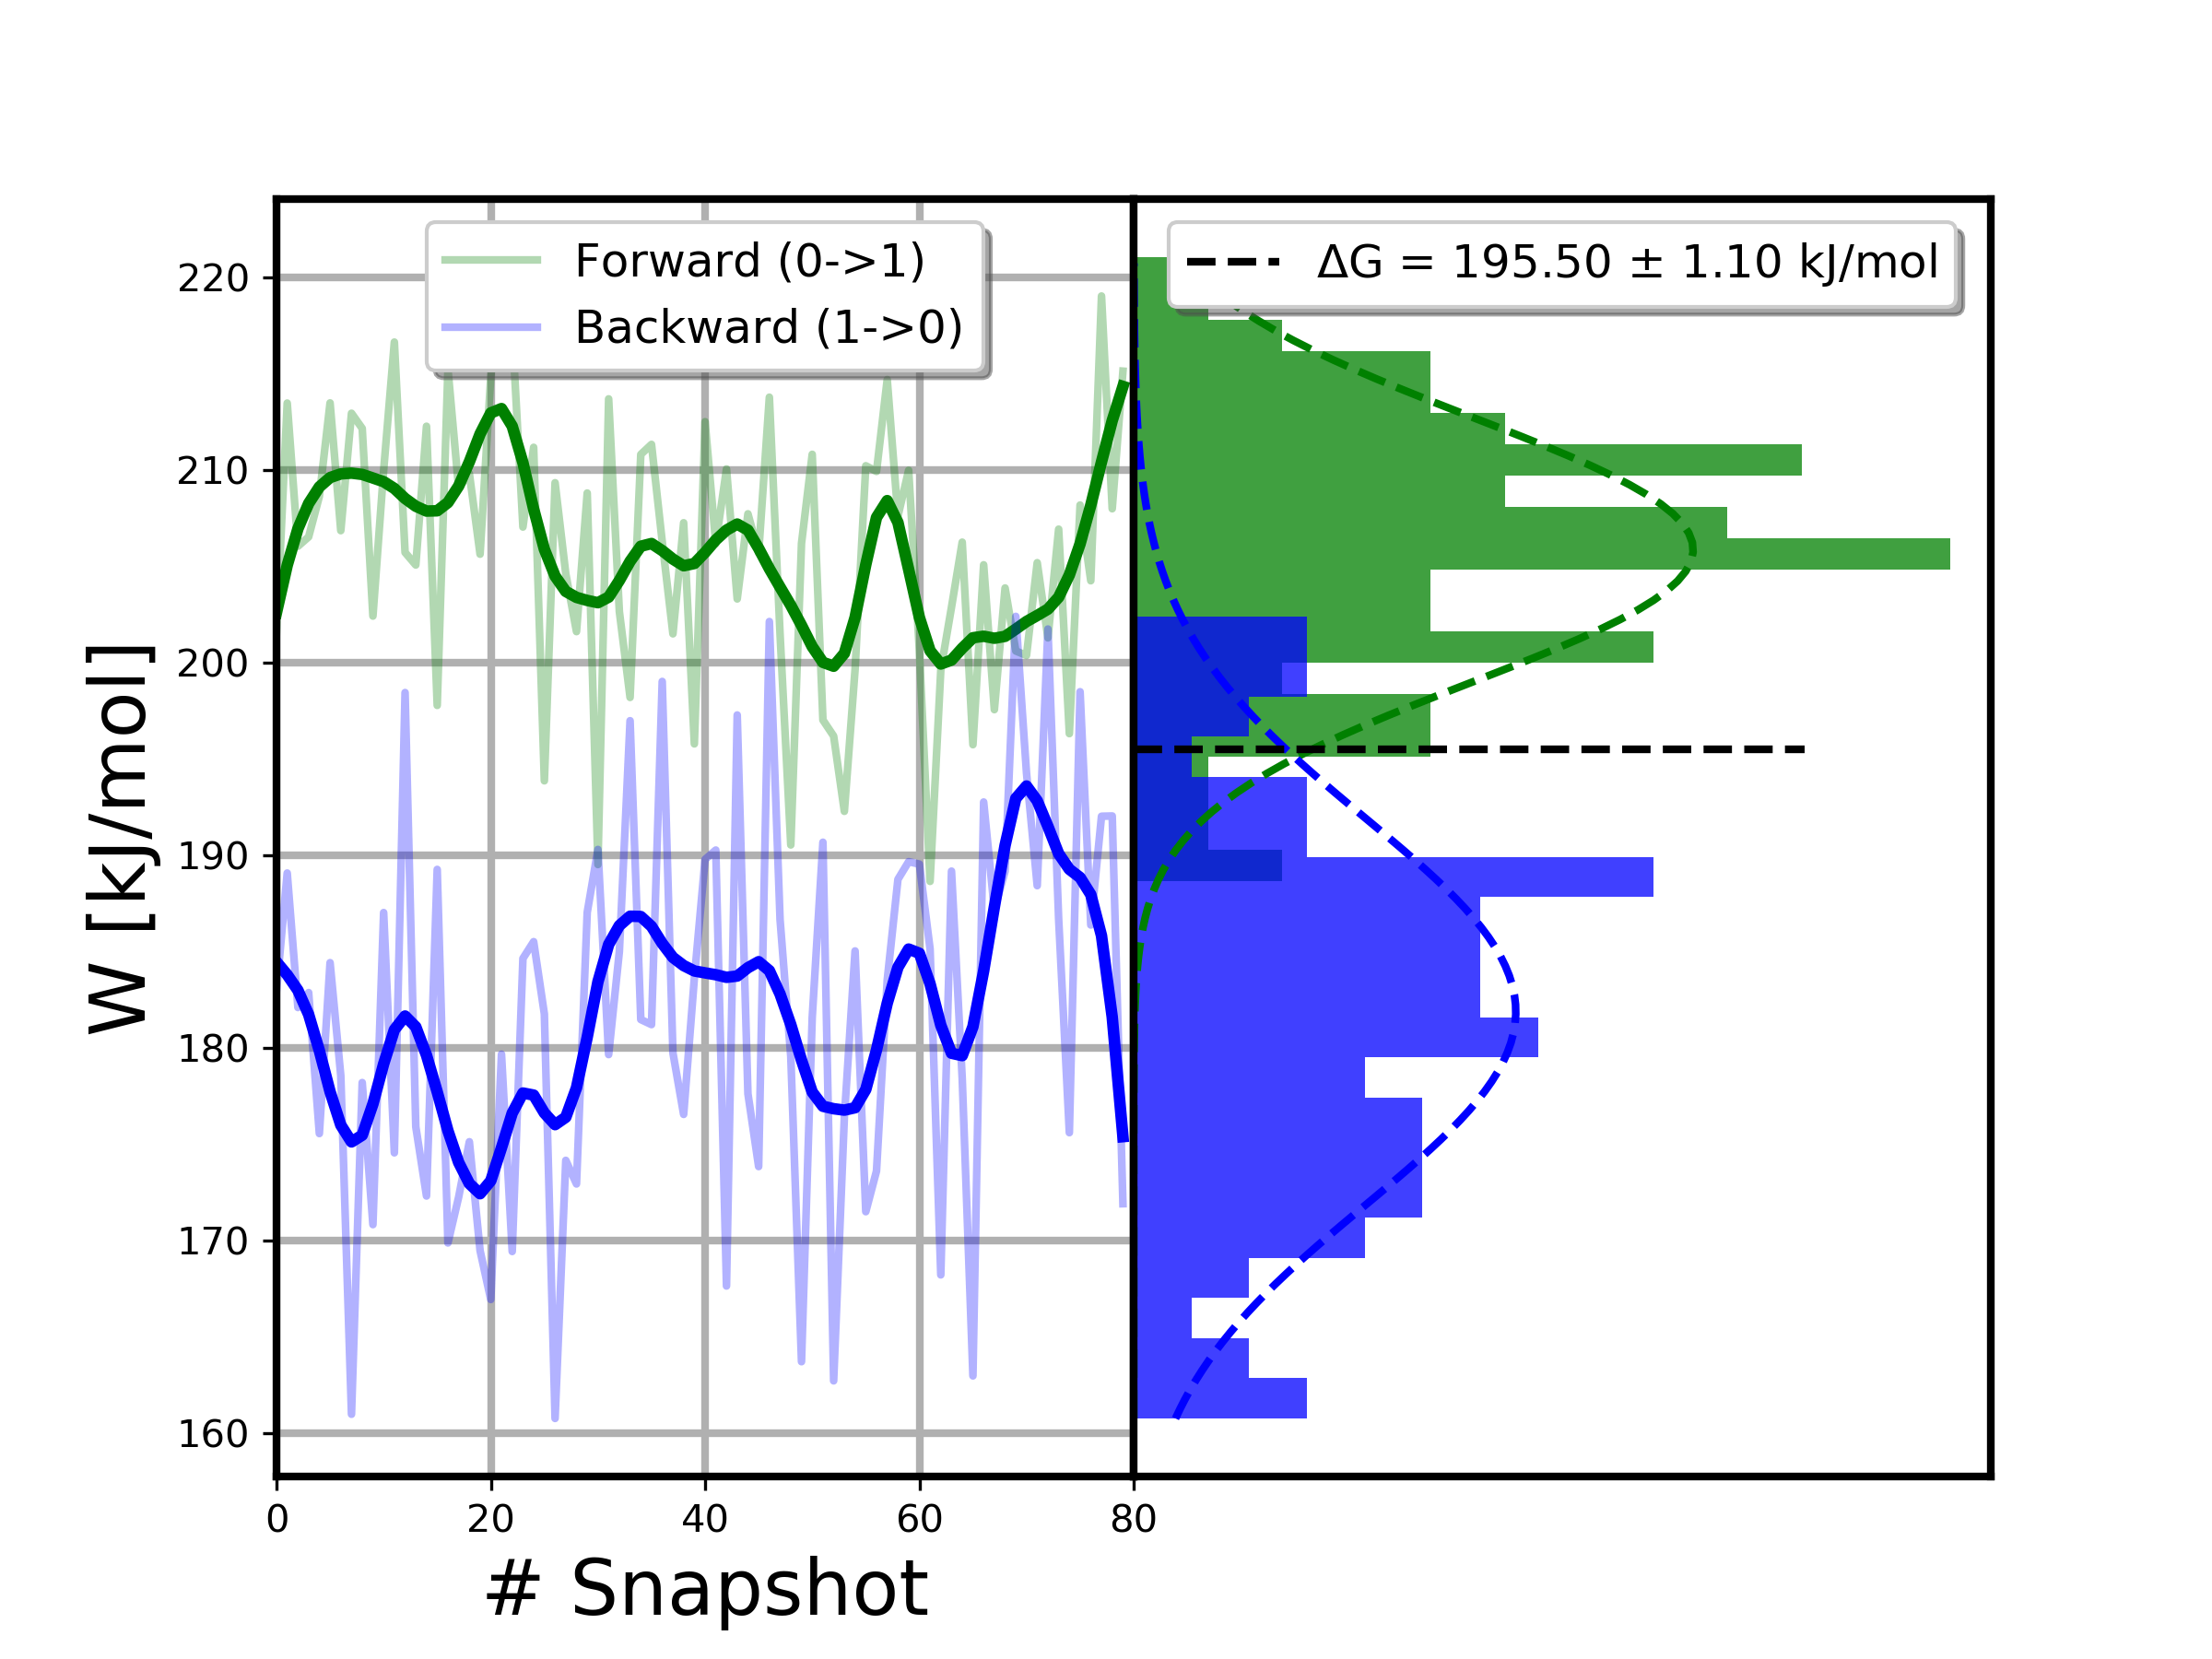 Forward (0->1)
Backward (1->0)
ΔG = 195.50 ± 1.10 kJ/mol
W [kJ/mol]
220
210
200
190
180
170
160
0 20 40 60 80
# Snapshot